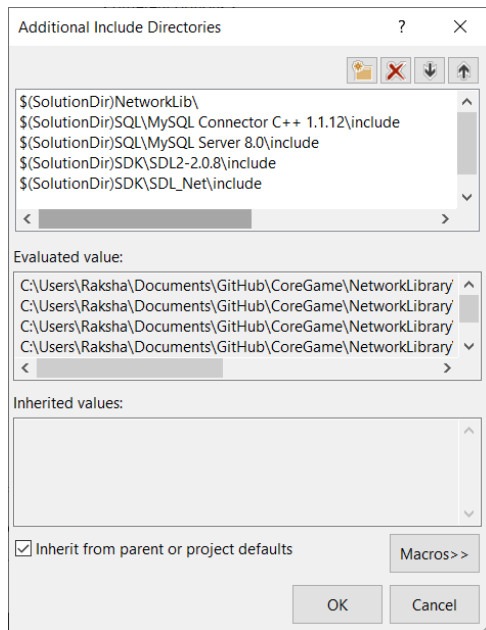 Additional Include Directories
?
$(SolutionDir)NetworkLib\
$(SolutionDir)SQL\MySQL Connector C++ 1.1.12\include
$(SolutionDir)SQL\MySQL Server 8.0\include
$(SolutionDir)SDK\SDL2-2.0.8\include
$(SolutionDir)SDK\SDL_Net\include
Evaluated value:
C:\Users\Raksha\Documents\GitHub\CoreGame\NetworkLibrary\
C:\Users\Raksha\Documents\GitHub\CoreGame\NetworkLibrary\
C:\Users\Raksha\Documents\GitHub\CoreGame\NetworkLibrary\
C:\Users\Raksha\Documents\GitHub\CoreGame\NetworkLibrary\
Inherited values:
Inherit from parent or project defaults
Macros>>
OK
Cancel